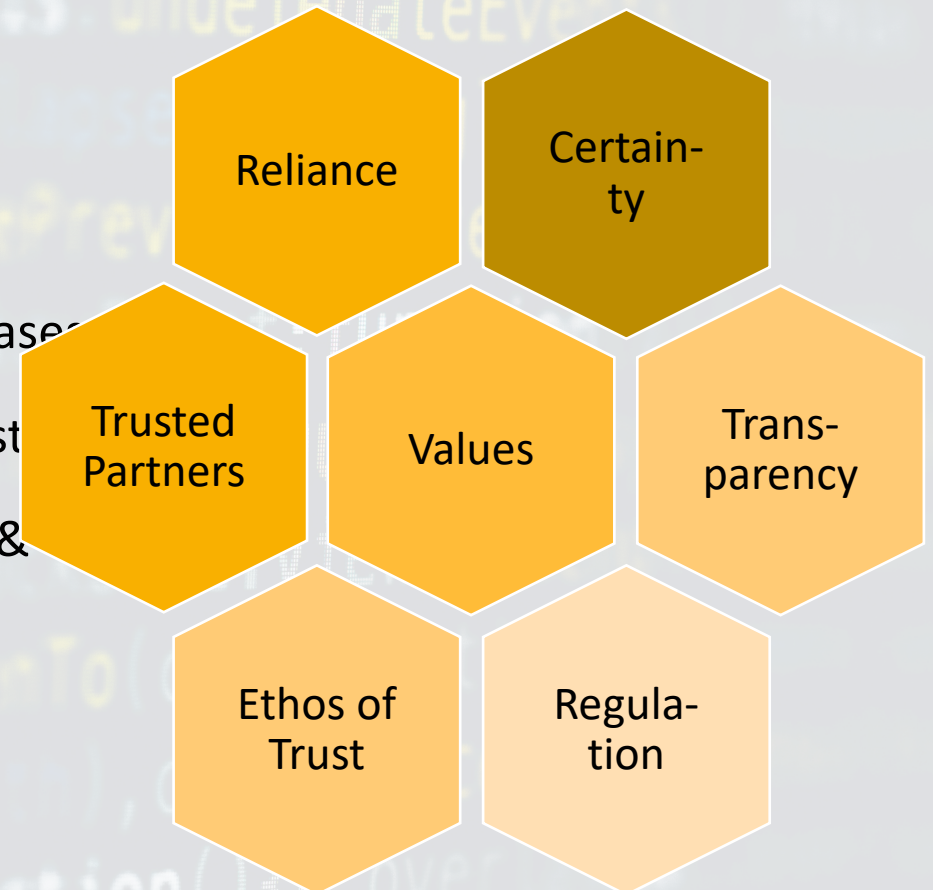 Reliance
Certain-
ty
Trusted
Partners
Values
Trans-
parency
&
Ethos of
Trust
Regula-
tion